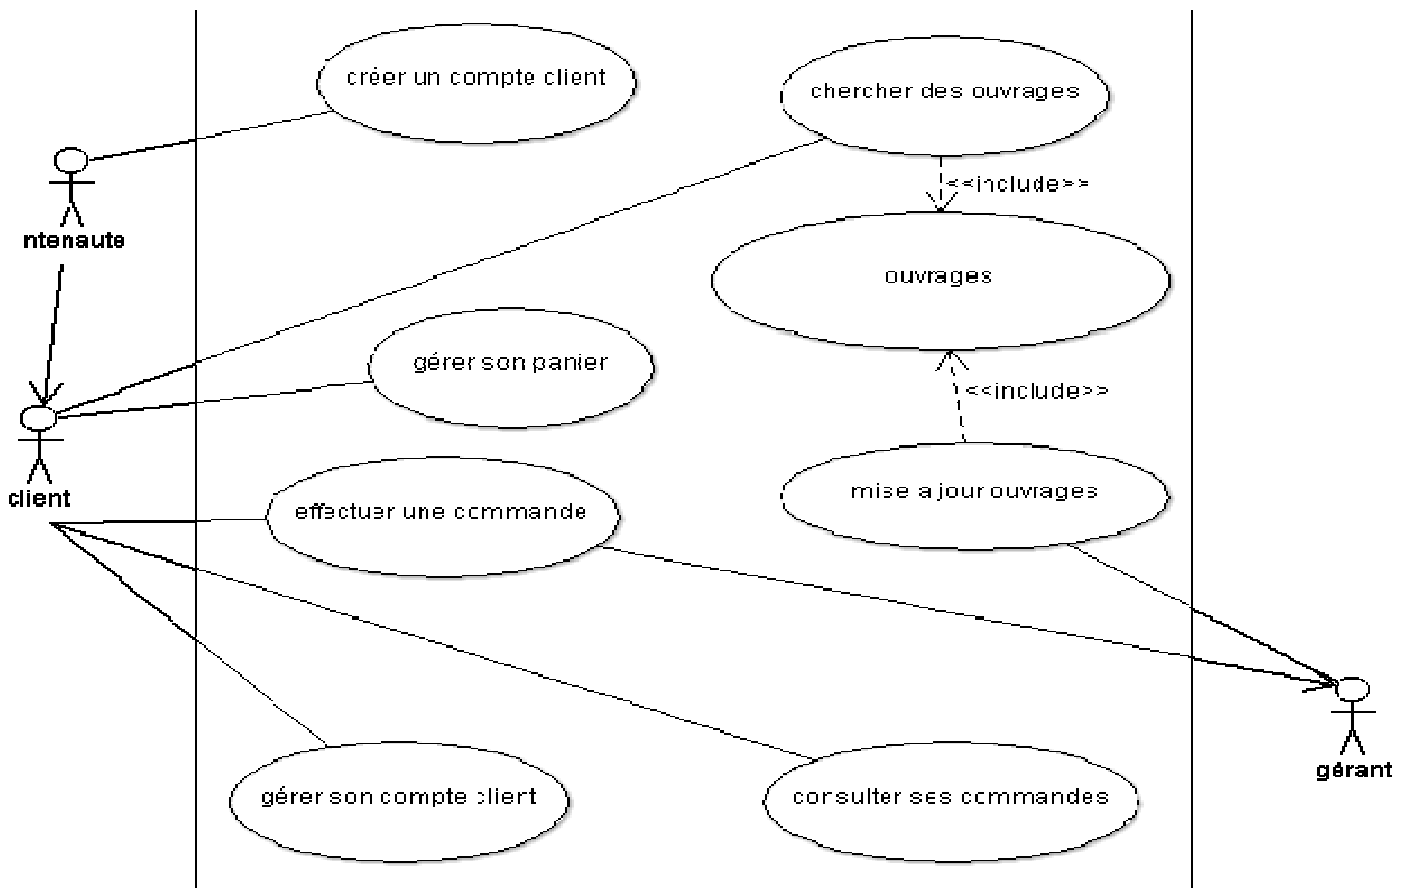 créer un compte client
chercher des ouvrages
<<include>>
ntenaute
ouvrages
gérer son panier
<<include>>
client
effectuer une commande
mise a jour ouvrages
gérant
gérer son compte client
consulter ses commandes